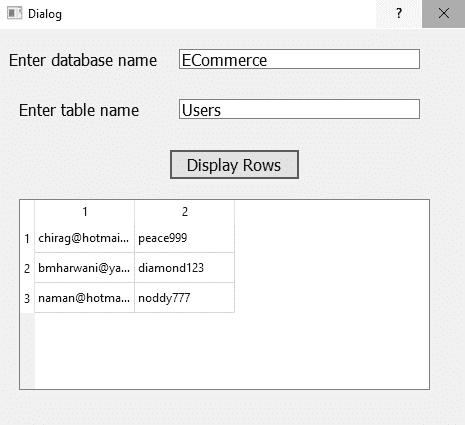 Dialog ?
Enter database name ECommerce
Enter table name Users
Display Rows
1 2
1 chirag@hotmai... peace999
2 bmharwani@ya... diamond123
3 naman@hotma... noddy777